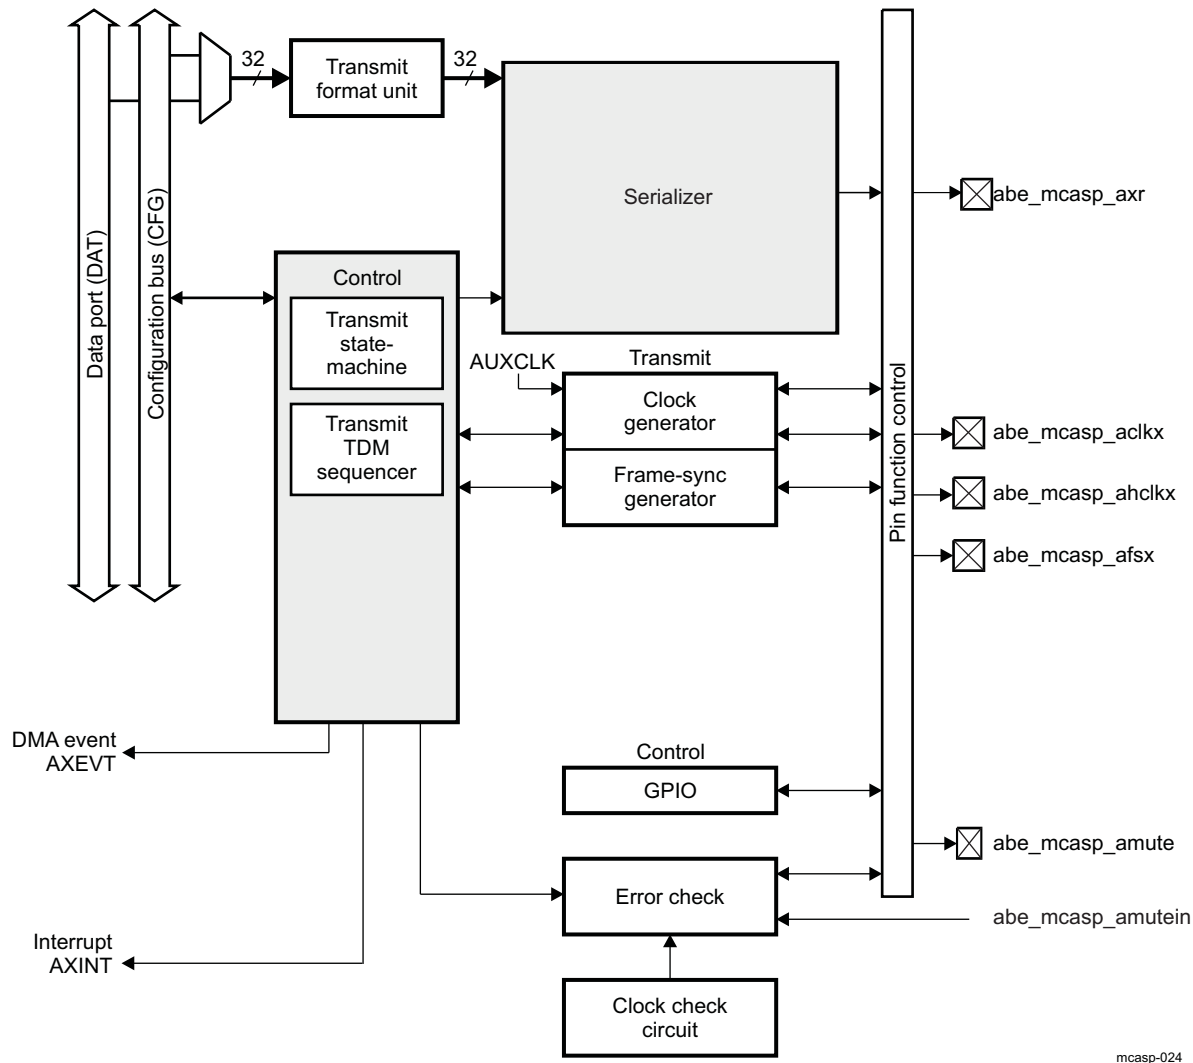 32
32
Transmit
format unit
Serializer
abe_mcasp_axr
Data port (DAT)
Configuration bus (CFG)
Control
Transmit
state-
machine
Transmit
TDM
sequencer
AUXCLK
Transmit
Clock
generator
Frame-sync
generator
Pin function control
abe_mcasp_aclkx
abe_mcasp_ahclkx
abe_mcasp_afsx
DMA event
AXEVT
Control
GPIO
abe_mcasp_amute
Error check
abe_mcasp_amutein
Interrupt
AXINT
Clock check
circuit
mcasp-024